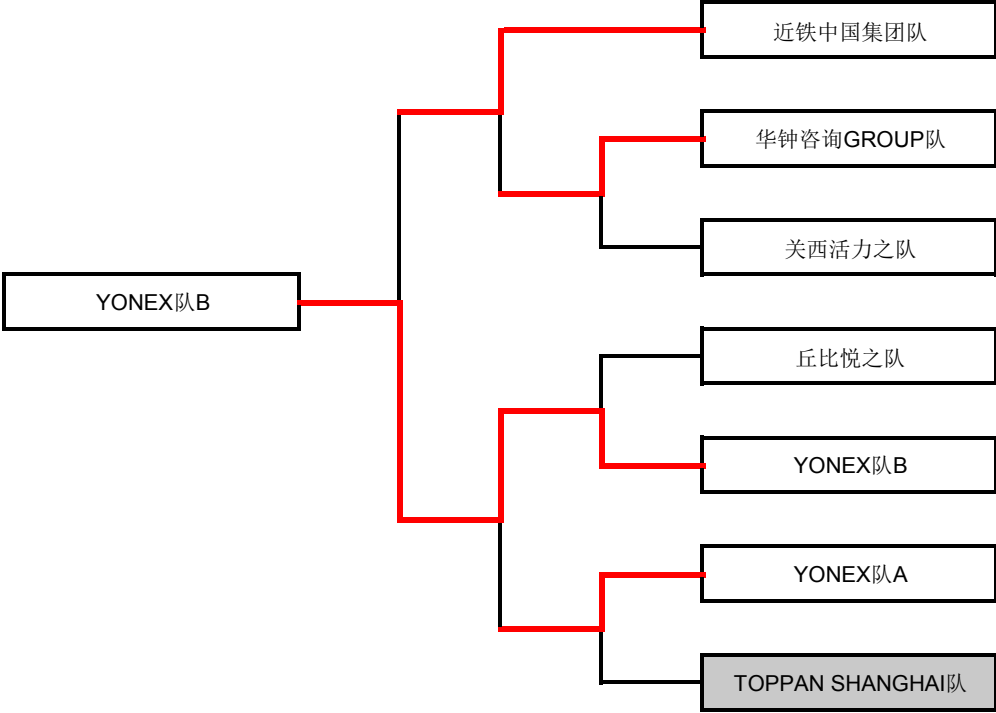 近铁中国集团队
华钟咨询GROUP队
关西活力之队
YONEX队B
丘比悦之队
YONEX队B
YONEX队A
TOPPAN SHANGHAI队